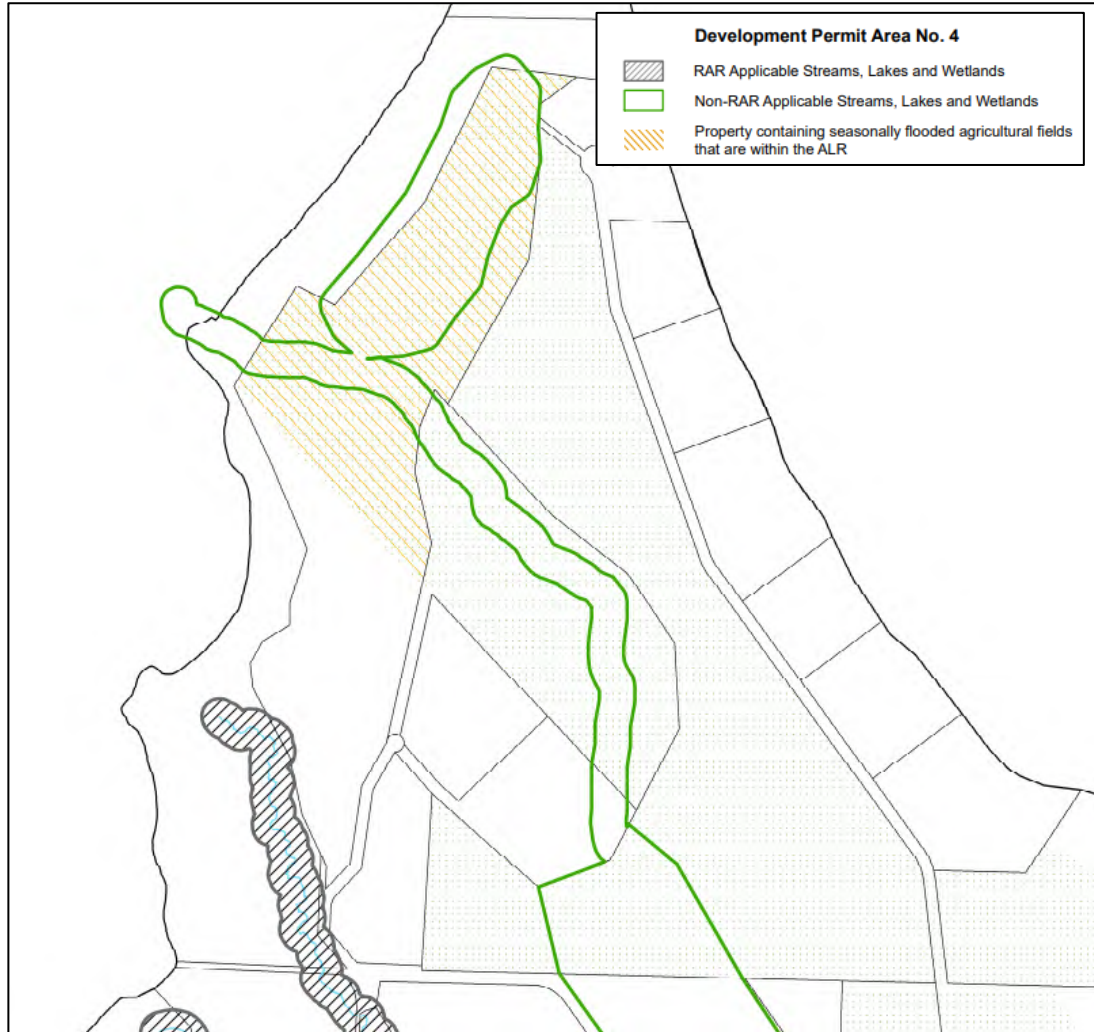 Development Permit Area No. 4
RAR Applicable Streams, Lakes and Wetlands
Non-RAR Applicable Streams, Lakes and Wetlands
Property containing seasonally flooded agricultural fields
that are within the ALR